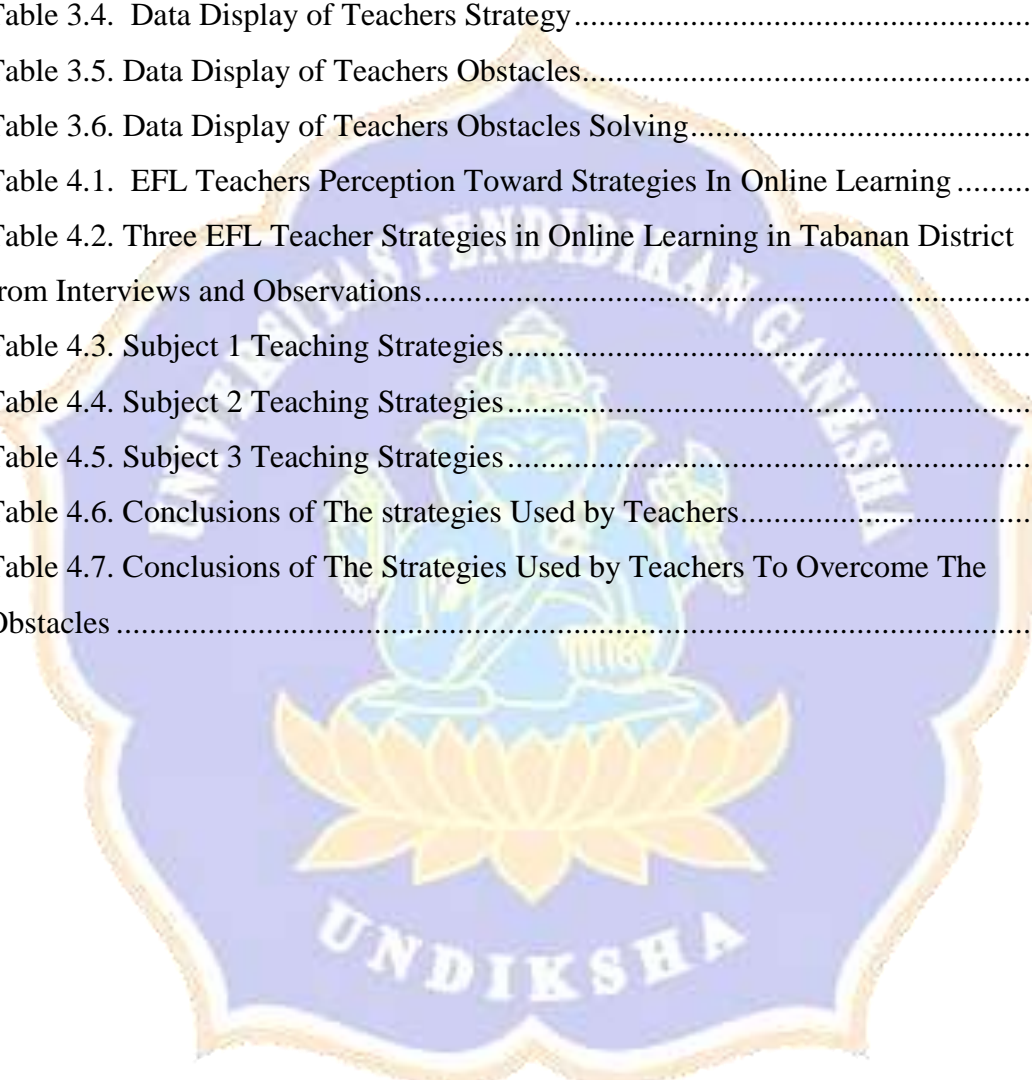 Table 3.4.  Data Display of Teachers Strategy.......................................................
Table 3.5. Data Display of Teachers Obstacles......................................................
Table 3.6. Data Display of Teachers Obstacles Solving.........................................
Table 4.1.  EFL Teachers Perception Toward Strategies In Online Learning .........
Table 4.2. Three EFL Teacher Strategies in Online Learning in Tabanan District
from Interviews and Observations.........................................................................
Table 4.3. Subject 1 Teaching Strategies...............................................................
Table 4.4. Subject 2 Teaching Strategies...............................................................
Table 4.5. Subject 3 Teaching Strategies...............................................................
Table 4.6. Conclusions of The strategies Used by Teachers...................................
Table 4.7. Conclusions of The Strategies Used by Teachers To Overcome The
Obstacles ...............................................................................................................
UNIVERSITAS PENDIDIKAN GANESHA
UNDIKSHA